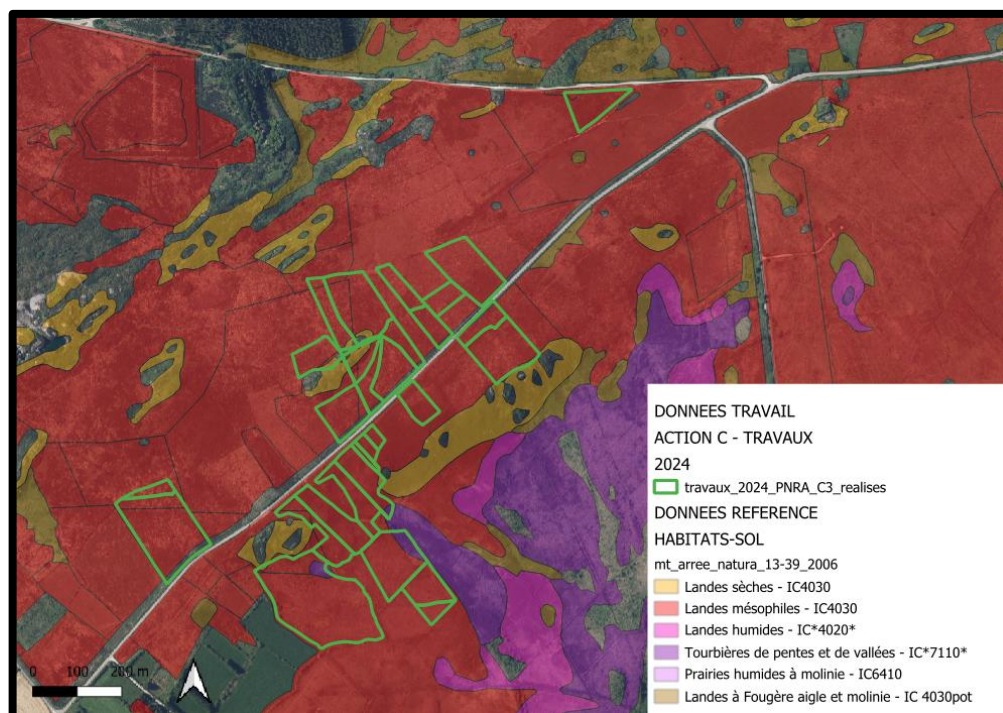 DONNEES TRAVAIL
ACTION C - TRAVAUX
2024
travaux_2024_PNRA_C3_realises
DONNEES REFERENCE
HABITATS-SOL
mt_arree_natura_13-39_2006
Landes sèches - IC4030
Landes mésophiles - IC4030
Landes humides - IC*4020*
Tourbières de pentes et de vallées - IC*7110*
Prairies humides à molinie - IC6410
Landes à Fougère aigle et molinie - IC 4030pot
0 100 200 m